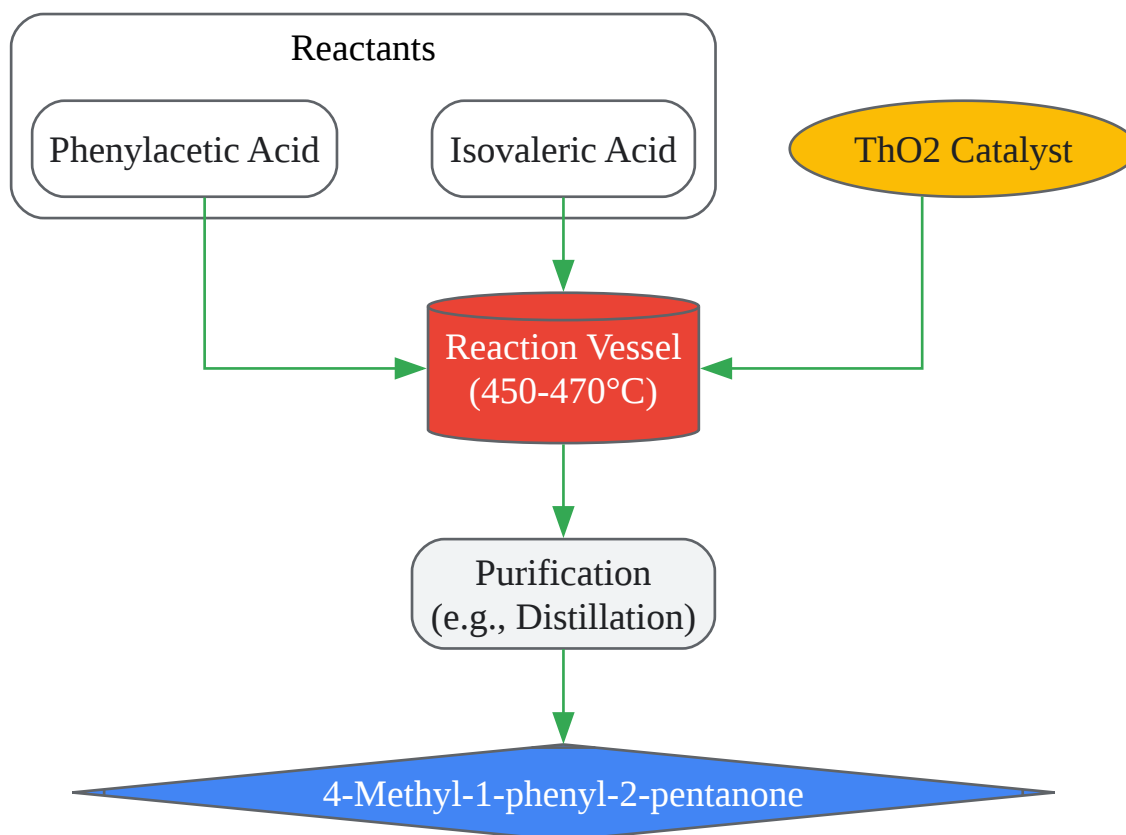 Reactants
Phenylacetic Acid
Isovaleric Acid
ThO2 Catalyst
Reaction Vessel
(450-470°C)
Purification
(e.g., Distillation)
4-Methyl-1-phenyl-2-pentanone